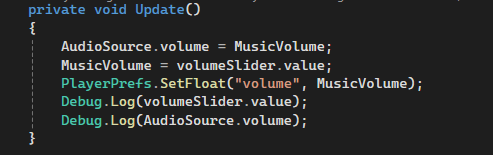 private void Update()
{
AudioSource.volume = MusicVolume;
MusicVolume = volumeSlider.value;
PlayerPrefs.SetFloat("volume", MusicVolume);
Debug.Log(volumeSlider.value);
Debug.Log(AudioSource.volume);
}